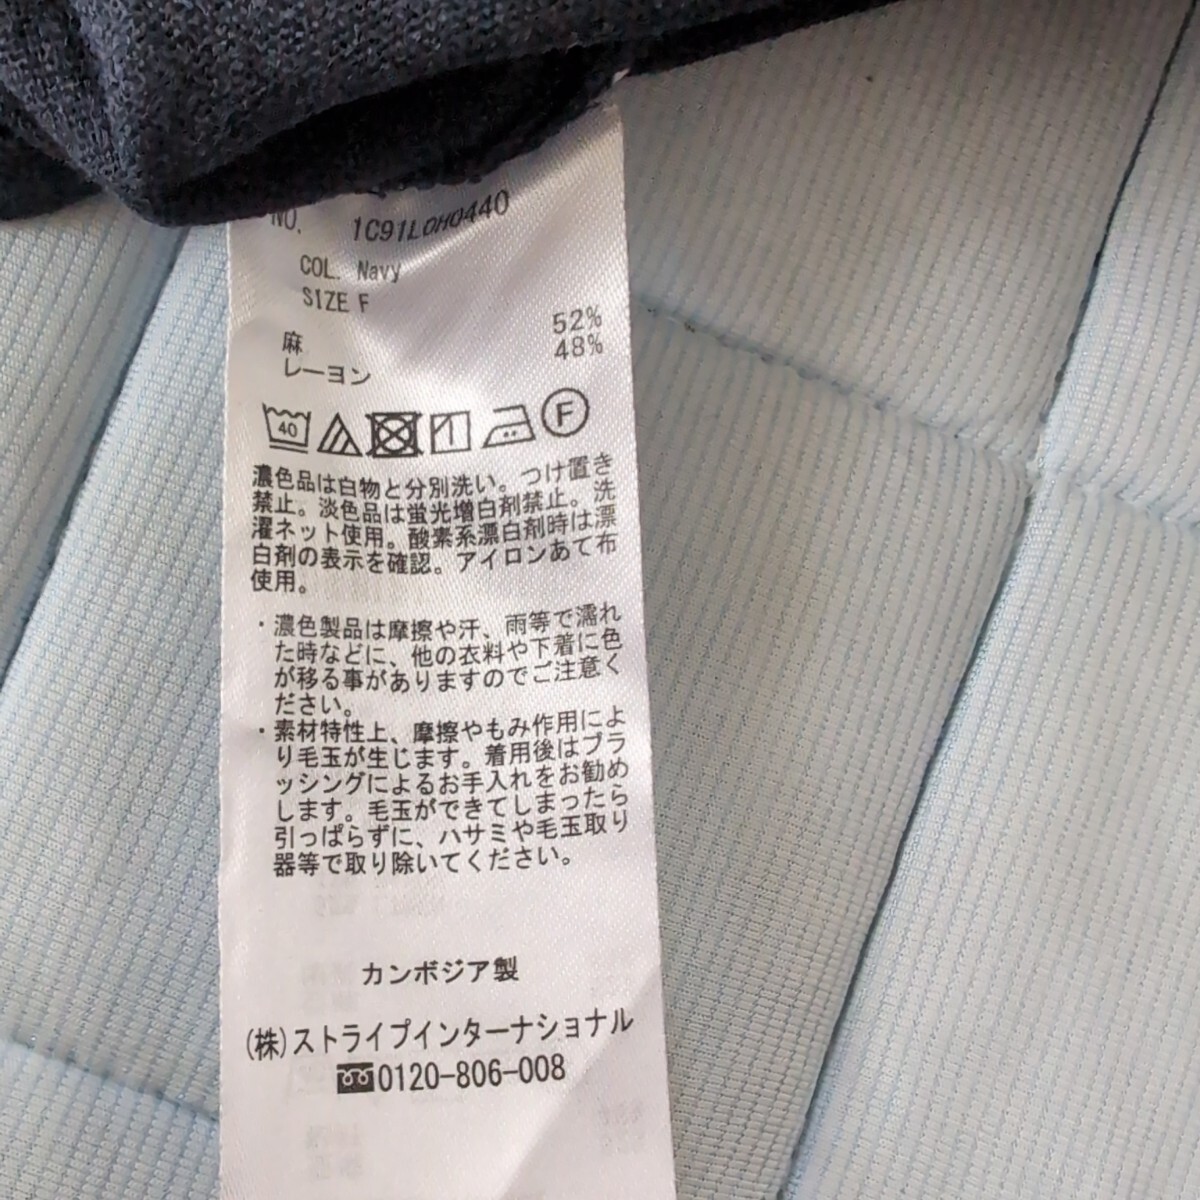 NO. 1C91L0H0440
COL. Navy
SIZE F
麻 52%
レーヨン 48%
40 F
濃色品は白物と分別洗い。つけ置き
禁止。淡色品は蛍光増白剤禁止。洗
濯ネット使用。酸素系漂白剤時は漂
白剤の表示を確認。アイロンあて布
使用。
・濃色製品は摩擦や汗、雨等で濡れ
た時などに、他の衣料や下着に色
が移る事がありますのでご注意く
ださい。
・素材特性上、摩擦やもみ作用によ
り毛玉が生じます。着用後はブラ
ッシングによるお手入れをお勧め
します。毛玉ができてしまったら
引っぱらずに、ハサミや毛玉取り
器等で取り除いてください。
カンボジア製
(株)ストライプインターナショナル
0120-806-008